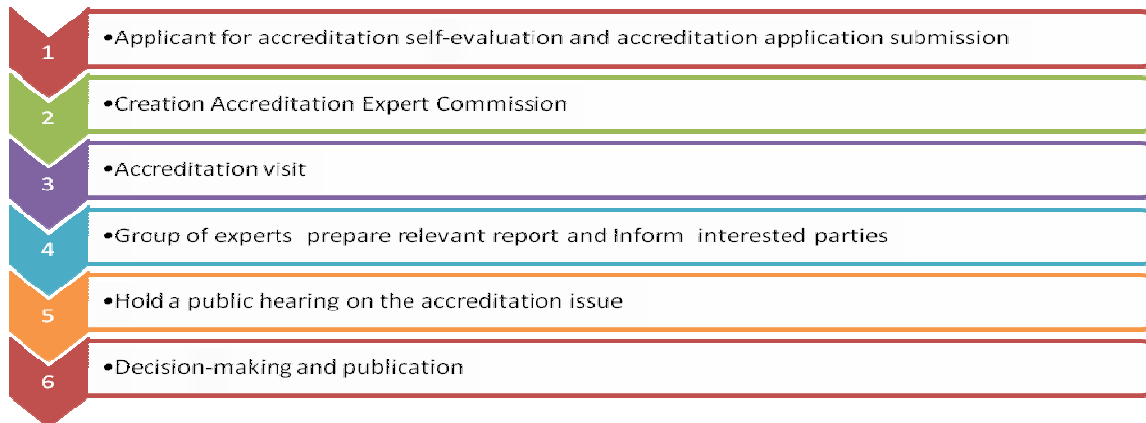 1 •Applicant for accreditation self-evaluation and accreditation application submission
2 •Creation Accreditation Expert Commission
3 •Accreditation visit
4 •Group of experts prepare relevant report and Inform interested parties
5 •Hold a public hearing on the accreditation issue
6 •Decision-making and publication